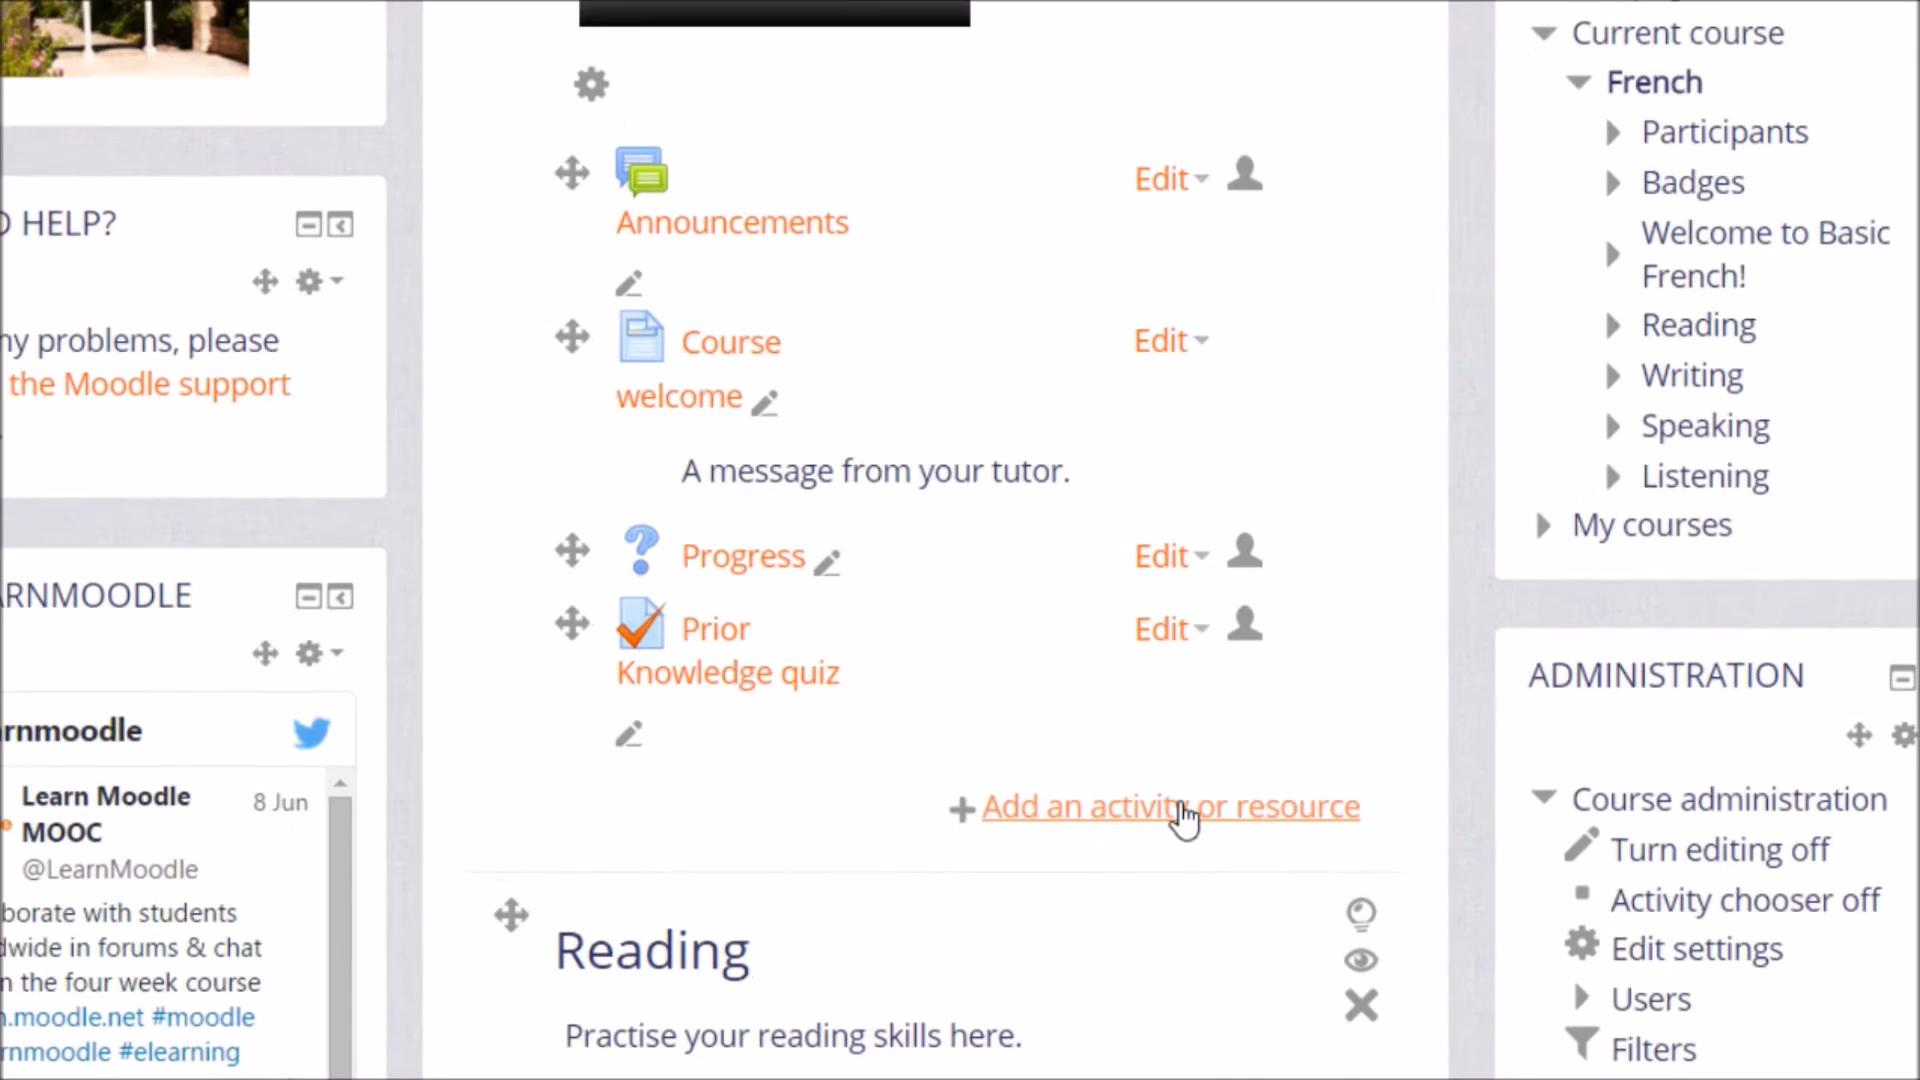 HELP?
ny problems, please
the Moodle support
ARNMOODLE
arnmoodle
Learn Moodle
8 Jun
MOOC
@LearnMoodle
borate with students
dwide in forums & chat
n the four week course
n.moodle.net #moodle
rnmoodle #elearning
Announcements
Edit
Course
welcome
Edit
A message from your tutor.
Progress
Edit
Prior
Knowledge quiz
Edit
Add an activity or resource
Reading
Practise your reading skills here.
Current course
French
Participants
Badges
Welcome to Basic
French!
Reading
Writing
Speaking
Listening
My courses
ADMINISTRATION
Course administration
Turn editing off
Activity chooser off
Edit settings
Users
Filters